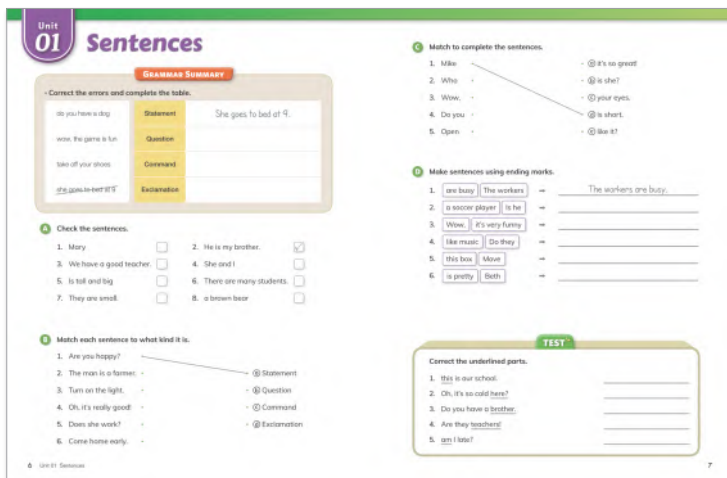 Unit
01
Sentences
GRAMMAR SUMMARY
• Correct the errors and complete the table.
do you have a dog
Statement
She goes to bed at 9.
wow, the game is fun
Question
take off your shoes
Command
she goes to bed at 9
Exclamation
A Check the sentences.
1. Mary
2. He is my brother.
3. We have a good teacher.
4. She and I
5. Is tall and big
6. There are many students.
7. They are small.
8. a brown bear
B Match each sentence to what kind it is.
1. Are you happy?
2. The man is a farmer.
ⓐ Statement
3. Turn on the light.
ⓑ Question
4. Oh, it's really good!
ⓒ Command
5. Does she work?
ⓓ Exclamation
6. Come home early.
6 Unit 01 Sentences
C Match to complete the sentences.
1. Mike
ⓐ it's so great!
2. Who
ⓑ is she?
3. Wow,
ⓒ your eyes.
4. Do you
ⓓ is short.
5. Open
ⓔ like it?
D Make sentences using ending marks.
1. are busy The workers ➡ The workers are busy.
2. a soccer player Is he ➡
3. Wow, it's very funny ➡
4. like music Do they ➡
5. this box Move ➡
6. is pretty Beth ➡
TEST
Correct the underlined parts.
1. this is our school.
2. Oh, it's so cold here?
3. Do you have a brother.
4. Are they teachers!
5. am I late?
7